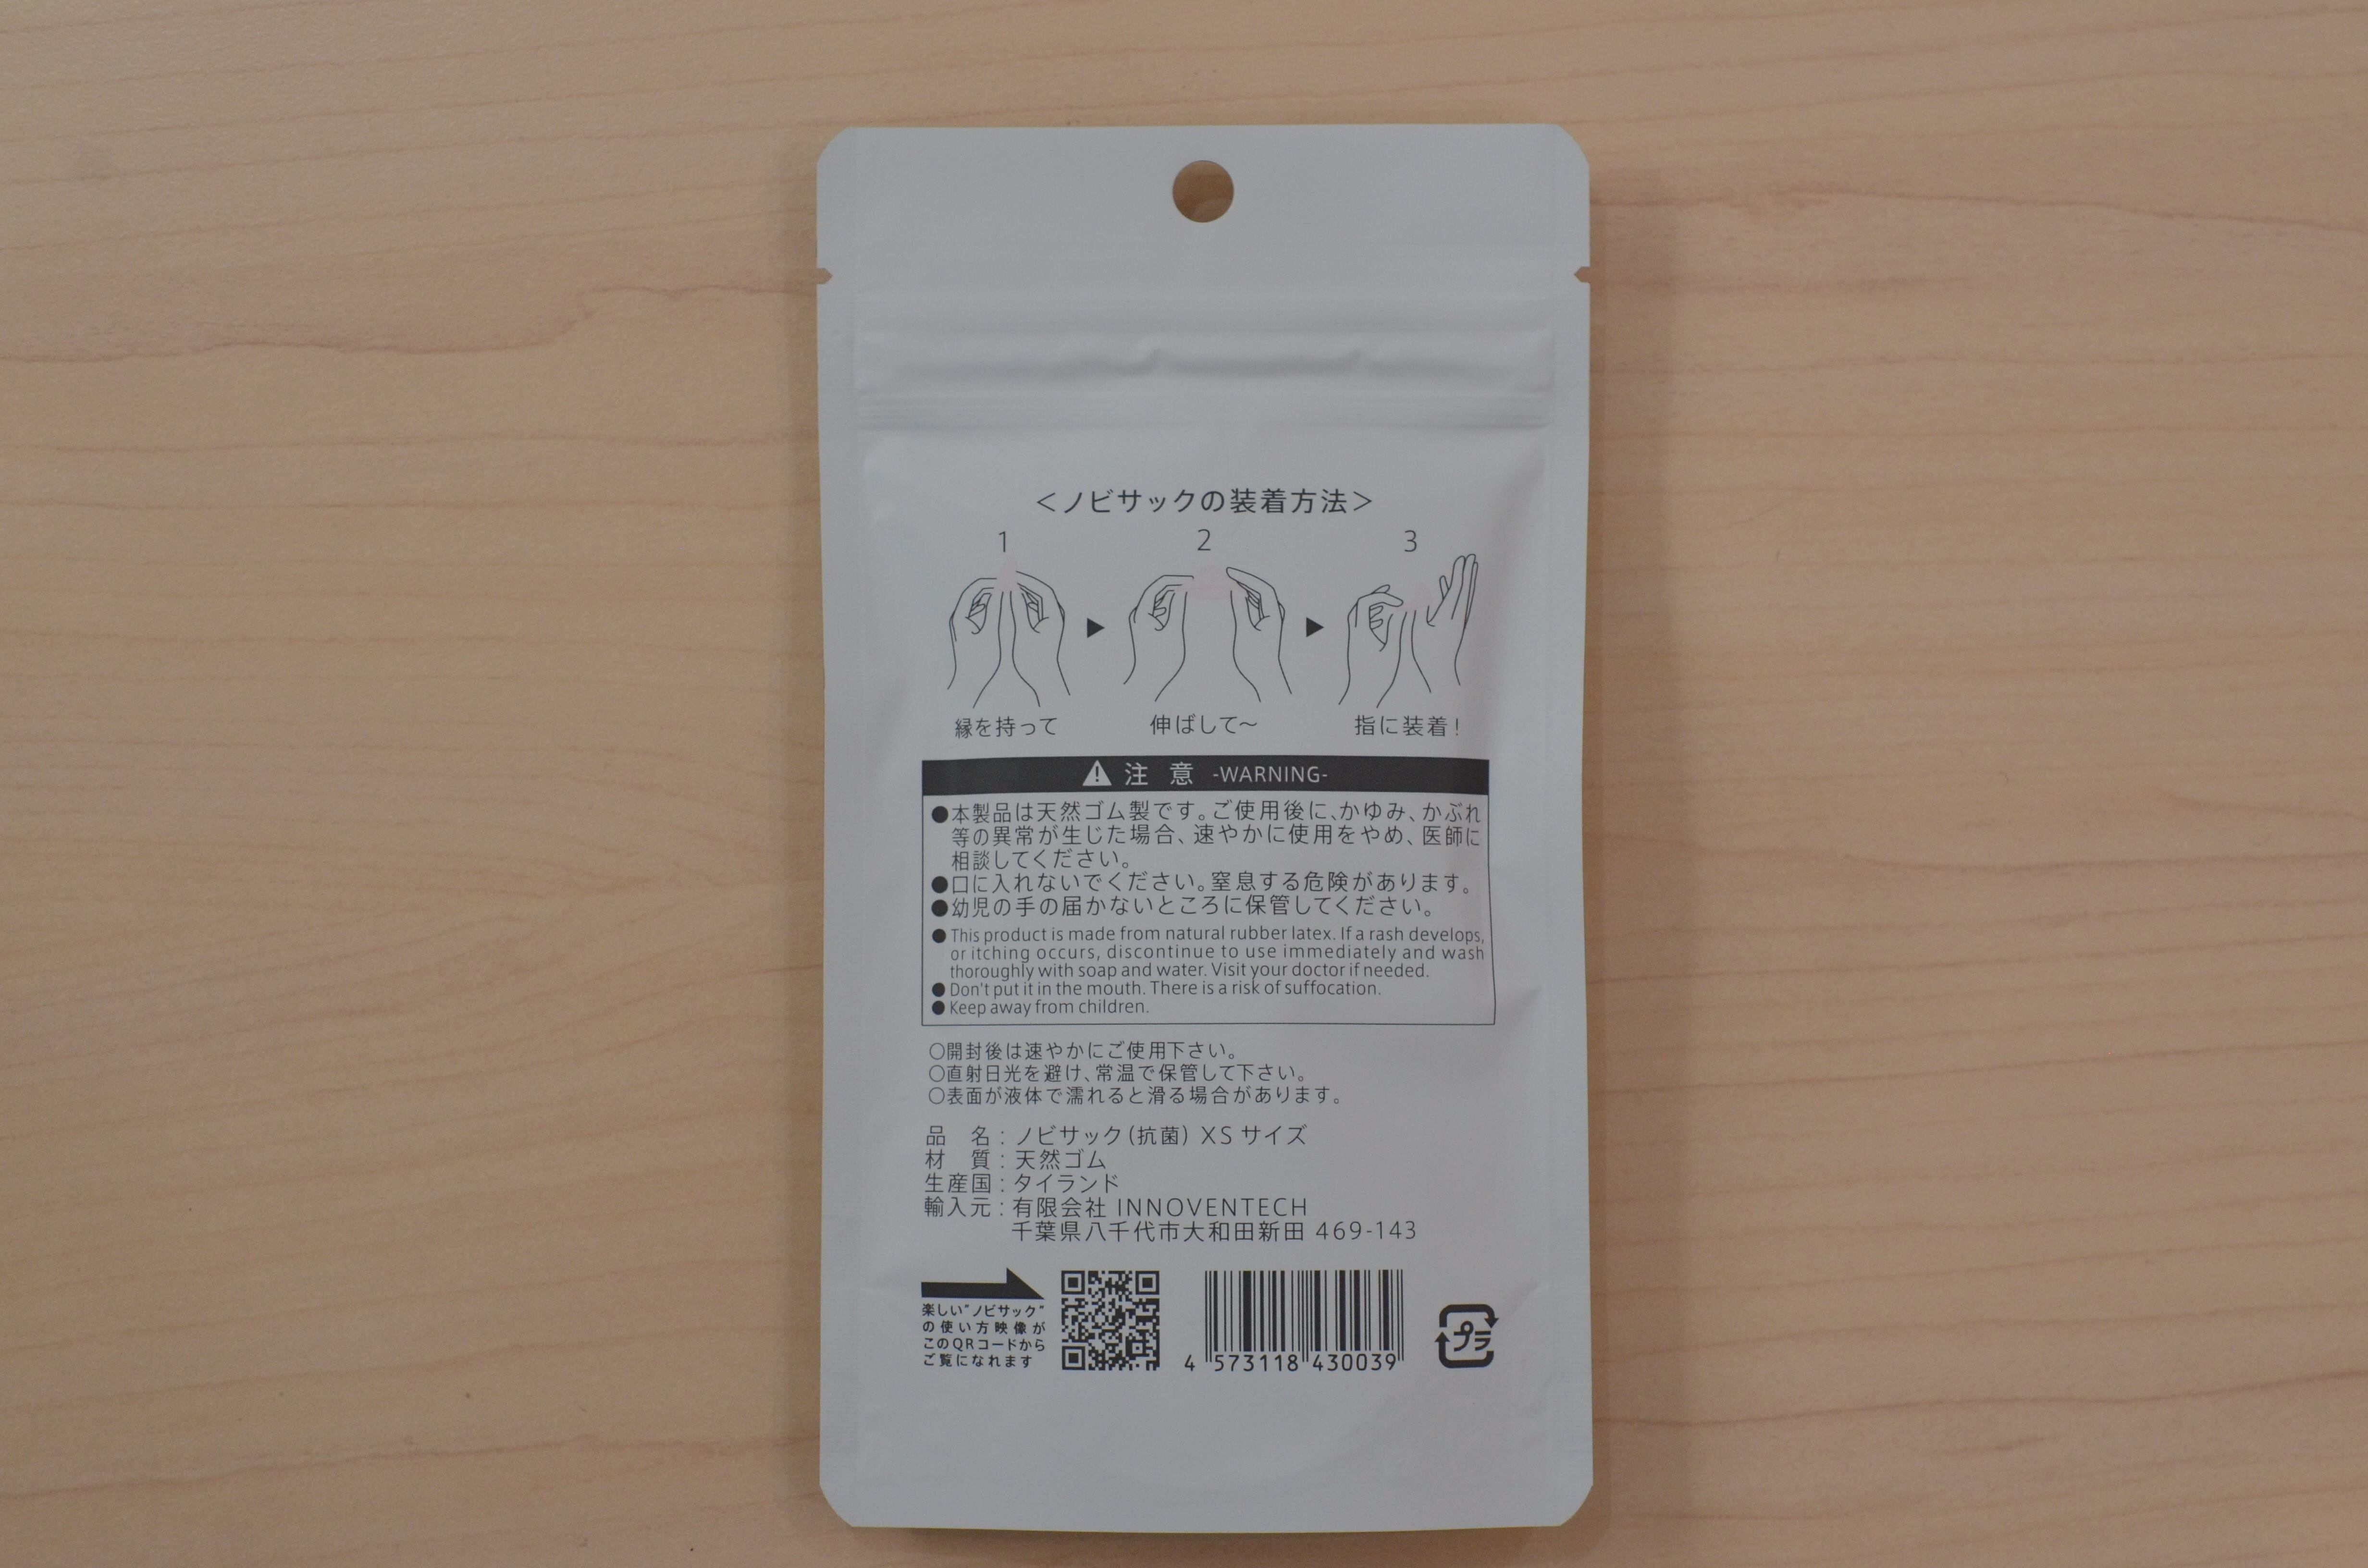 ＜ノビサックの装着方法＞
1 2 3
縁を持って 伸ばして～ 指に装着！
注 意 -WARNING-
●本製品は天然ゴム製です。ご使用後に、かゆみ、かぶれ
等の異常が生じた場合、速やかに使用をやめ、医師に
相談してください。
●口に入れないでください。窒息する危険があります。
●幼児の手の届かないところに保管してください。
● This product is made from natural rubber latex. If a rash develops,
or itching occurs, discontinue to use immediately and wash
thoroughly with soap and water. Visit your doctor if needed.
● Don't put it in the mouth. There is a risk of suffocation.
● Keep away from children.
○開封後は速やかにご使用下さい。
○直射日光を避け、常温で保管して下さい。
○表面が液体で濡れると滑る場合があります。
品 名：ノビサック（抗菌）XS サイズ
材 質：天然ゴム
生産国：タイランド
輸入元：有限会社 INNOVENTECH
千葉県八千代市大和田新田 469-143
楽しい"ノビサック"
の使い方映像が
このQRコードから
ご覧になれます
4 573118 430039
プラ